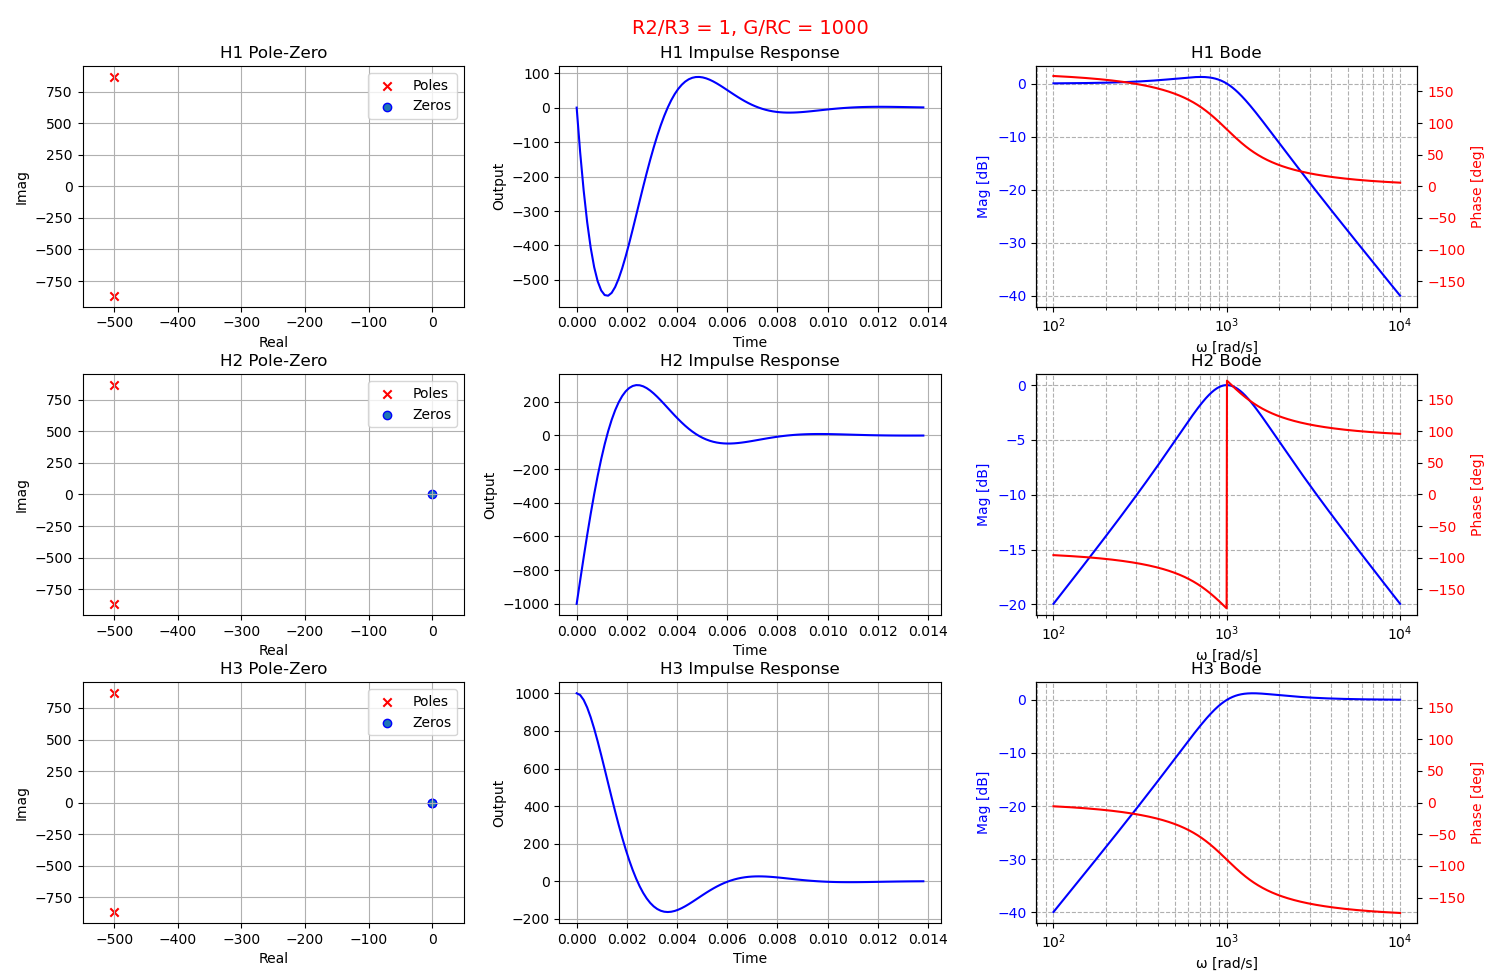 R2/R3 = 1, G/RC = 1000
H1 Pole-Zero
Poles
Zeros
750
500
250
0
−250
−500
−750
Imag
−500 −400 −300 −200 −100 0
Real
H1 Impulse Response
100
0
−100
−200
−300
−400
−500
Output
0.000 0.002 0.004 0.006 0.008 0.010 0.012 0.014
Time
H1 Bode
0
−10
−20
−30
−40
Mag [dB]
150
100
50
0
−50
−100
−150
Phase [deg]
10² 10³ 10⁴
ω [rad/s]
H2 Pole-Zero
Poles
Zeros
750
500
250
0
−250
−500
−750
Imag
−500 −400 −300 −200 −100 0
Real
H2 Impulse Response
200
0
−200
−400
−600
−800
−1000
Output
0.000 0.002 0.004 0.006 0.008 0.010 0.012 0.014
Time
H2 Bode
0
−5
−10
−15
−20
Mag [dB]
150
100
50
0
−50
−100
−150
Phase [deg]
10² 10³ 10⁴
ω [rad/s]
H3 Pole-Zero
Poles
Zeros
750
500
250
0
−250
−500
−750
Imag
−500 −400 −300 −200 −100 0
Real
H3 Impulse Response
1000
800
600
400
200
0
−200
Output
0.000 0.002 0.004 0.006 0.008 0.010 0.012 0.014
Time
H3 Bode
0
−10
−20
−30
−40
Mag [dB]
150
100
50
0
−50
−100
−150
Phase [deg]
10² 10³ 10⁴
ω [rad/s]